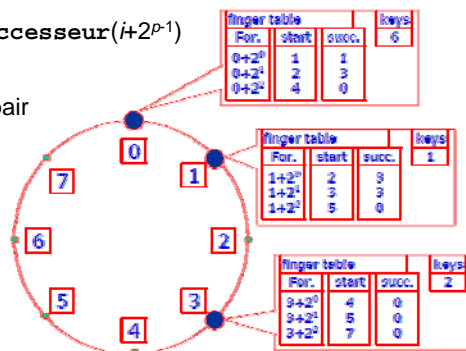 ccesseur(i+2^p-1)
pair
finger table keys
For. start succ. 6
0+2^0 1 1
0+2^1 2 3
0+2^2 4 0
finger table keys
For. start succ. 1
1+2^0 2 3
1+2^1 3 3
1+2^2 5 0
finger table keys
For. start succ. 2
3+2^0 4 0
3+2^1 5 0
3+2^2 7 0
0
1
2
3
4
5
6
7